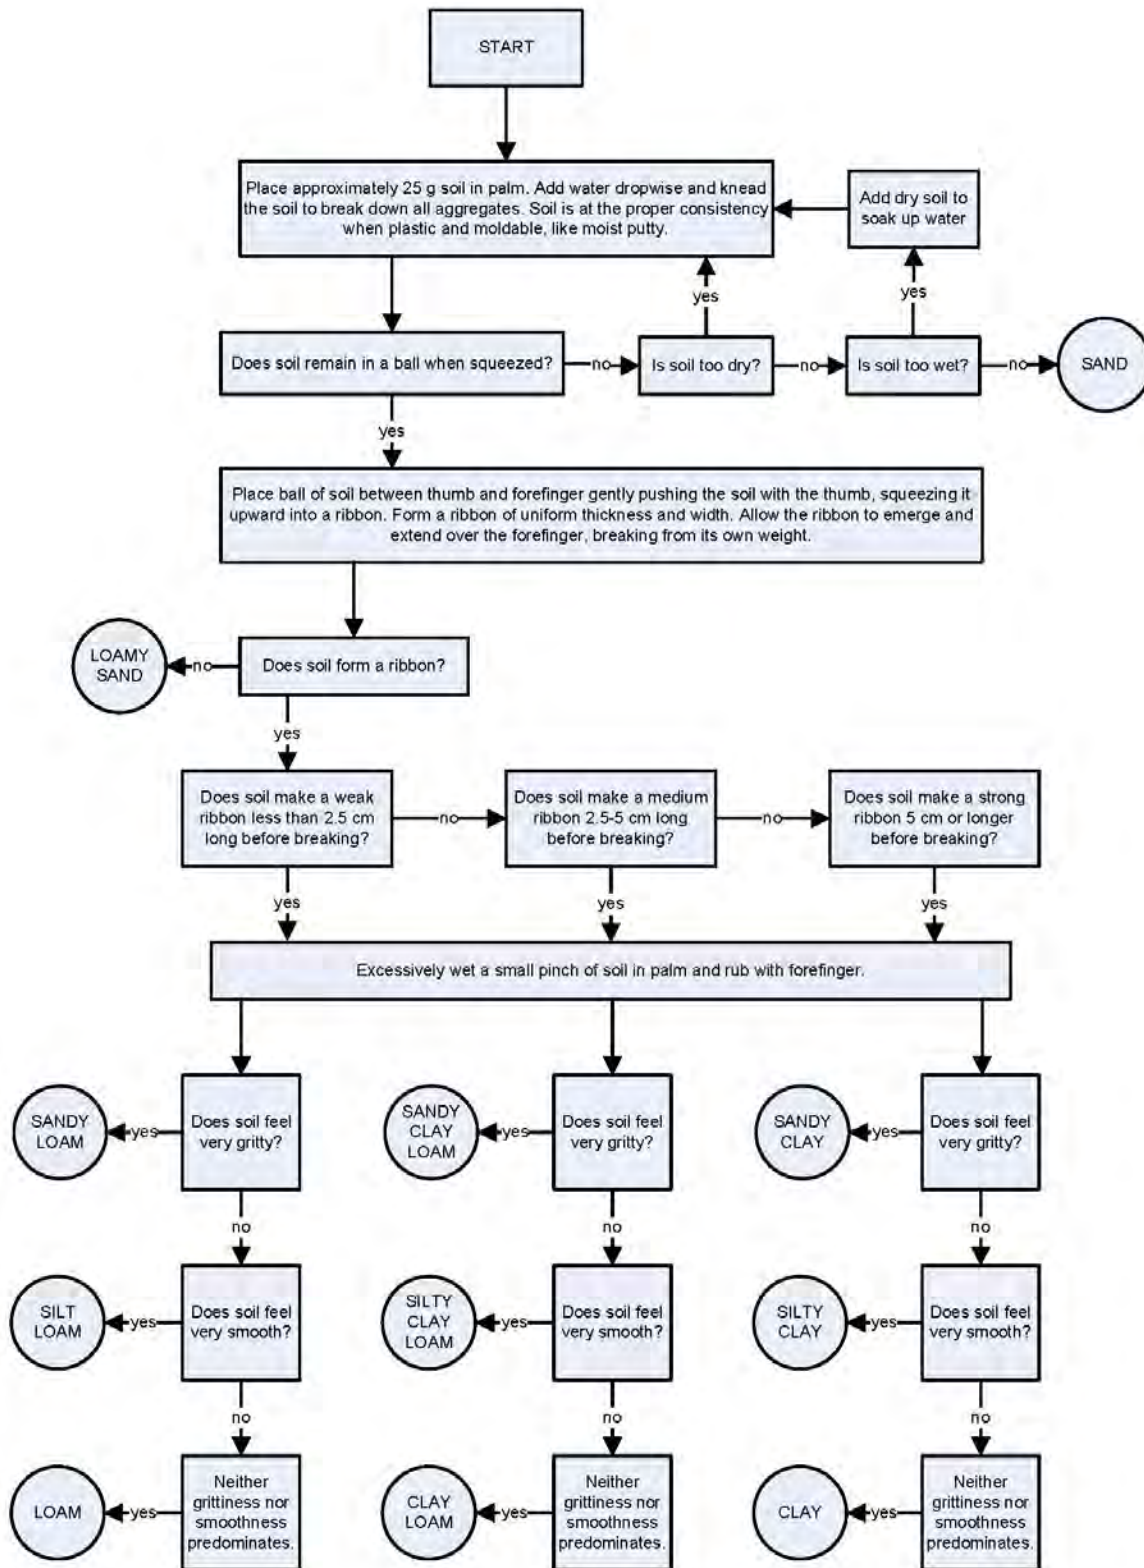 START
Place approximately 25 g soil in palm. Add water dropwise and knead
the soil to break down all aggregates. Soil is at the proper consistency
when plastic and moldable, like moist putty.
Add dry soil to
soak up water
yes
yes
Does soil remain in a ball when squeezed?
no
Is soil too dry?
no
Is soil too wet?
no
SAND
yes
Place ball of soil between thumb and forefinger gently pushing the soil with the thumb, squeezing it
upward into a ribbon. Form a ribbon of uniform thickness and width. Allow the ribbon to emerge and
extend over the forefinger, breaking from its own weight.
LOAMY
SAND
no
Does soil form a ribbon?
yes
Does soil make a weak
ribbon less than 2.5 cm
long before breaking?
no
Does soil make a medium
ribbon 2.5-5 cm long
before breaking?
no
Does soil make a strong
ribbon 5 cm or longer
before breaking?
yes
yes
yes
Excessively wet a small pinch of soil in palm and rub with forefinger.
SANDY
LOAM
yes
Does soil feel
very gritty?
SANDY
CLAY
LOAM
yes
Does soil feel
very gritty?
SANDY
CLAY
yes
Does soil feel
very gritty?
no
no
no
SILT
LOAM
yes
Does soil feel
very smooth?
SILTY
CLAY
LOAM
yes
Does soil feel
very smooth?
SILTY
CLAY
yes
Does soil feel
very smooth?
no
no
no
LOAM
yes
Neither
grittiness nor
smoothness
predominates.
CLAY
LOAM
yes
Neither
grittiness nor
smoothness
predominates.
CLAY
yes
Neither
grittiness nor
smoothness
predominates.